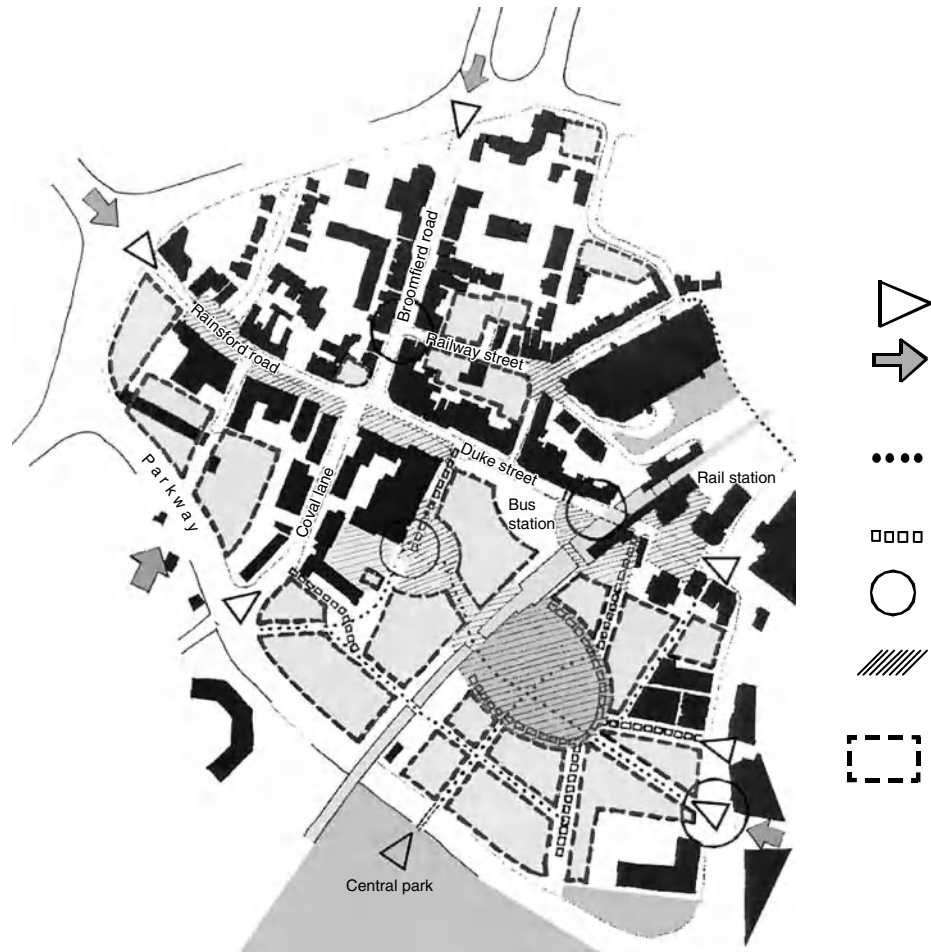 Broomfierd road
Rainsford road
Railway street
Duke street
Rail station
Bus
station
Parkway
Coval lane
Central park